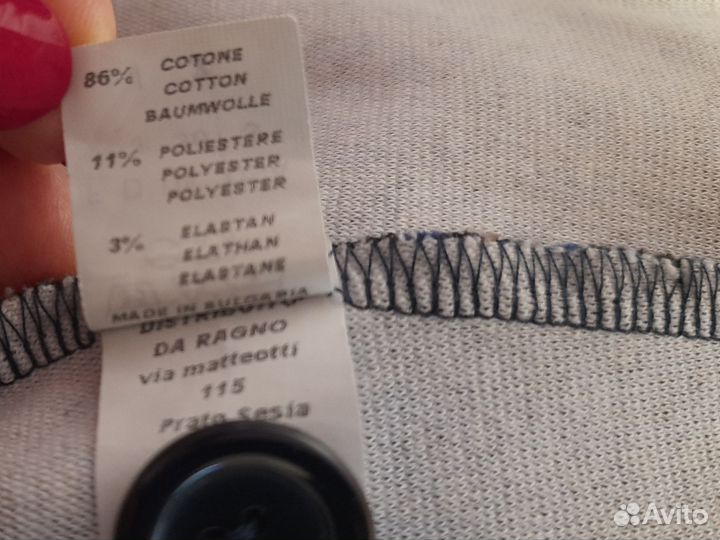 86% COTONE
COTTON
BAUMWOLLE
11% POLIESTERE
POLYESTER
POLYESTER
3% ELASTAN
ELATHAN
ELASTANE
MADE IN BULGARIA
DISTRIBUITO
DA RAGNO
via matteotti
115
Prato Sesia
Avito